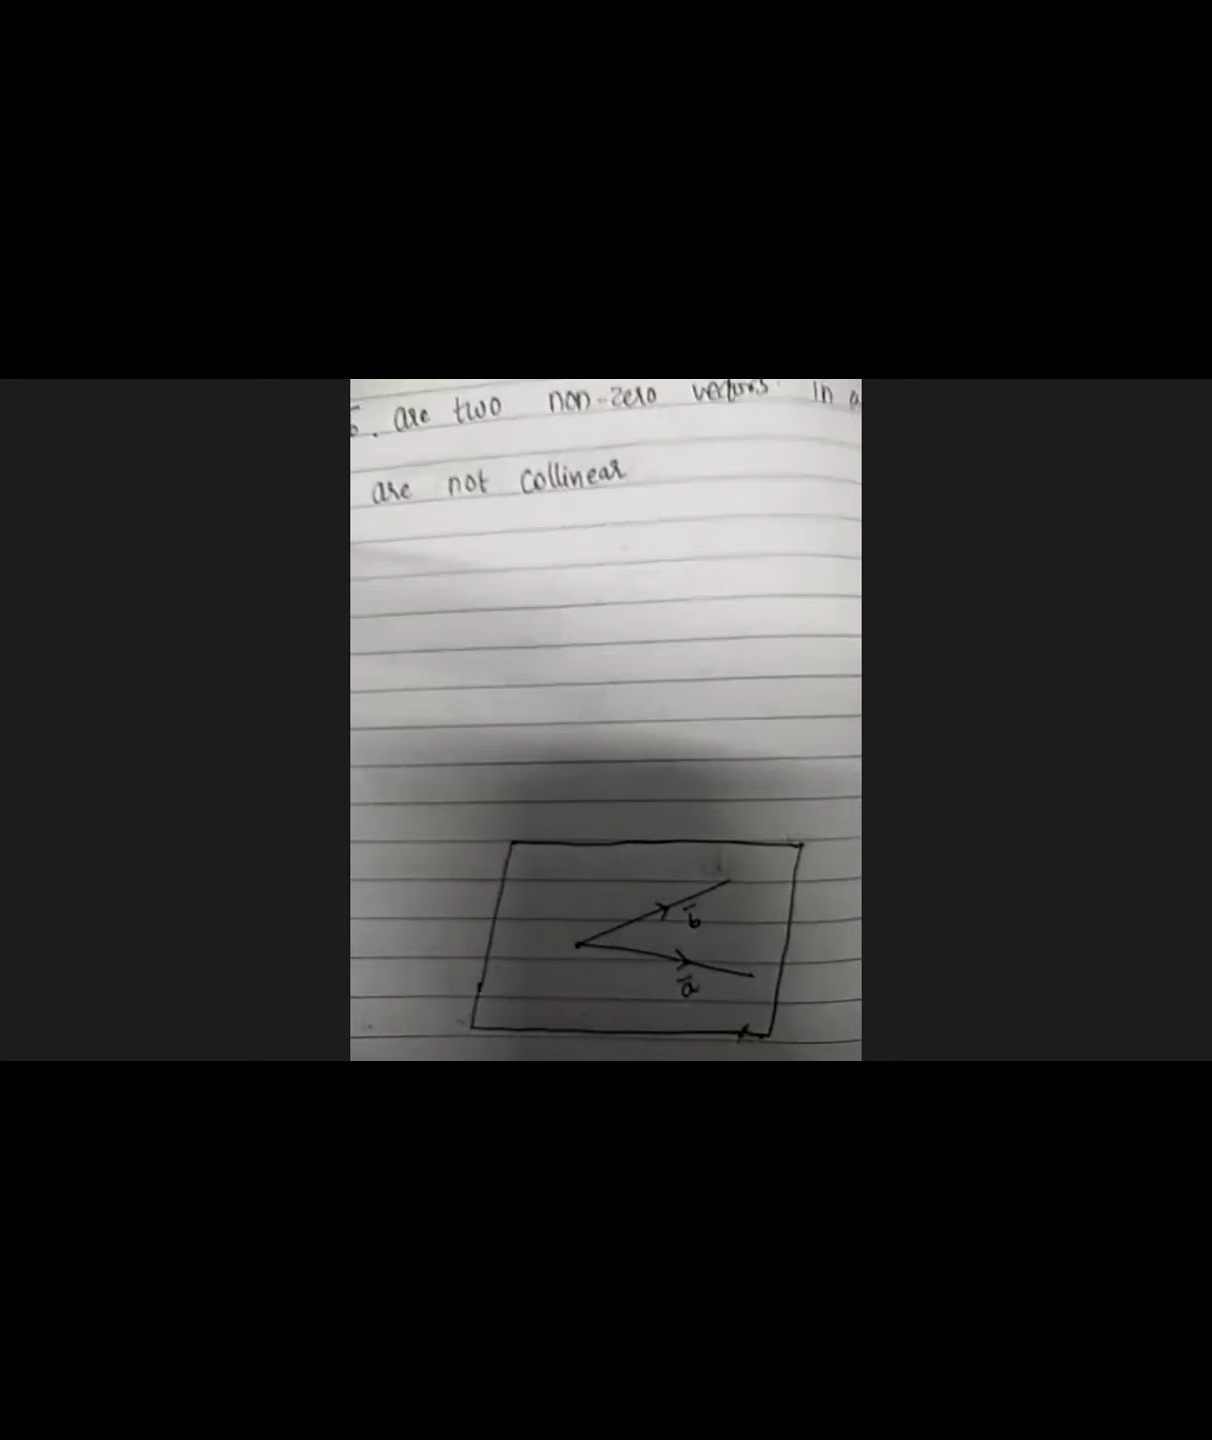 b. are two non-zero vectors in a
are not collinear
b̄
ā